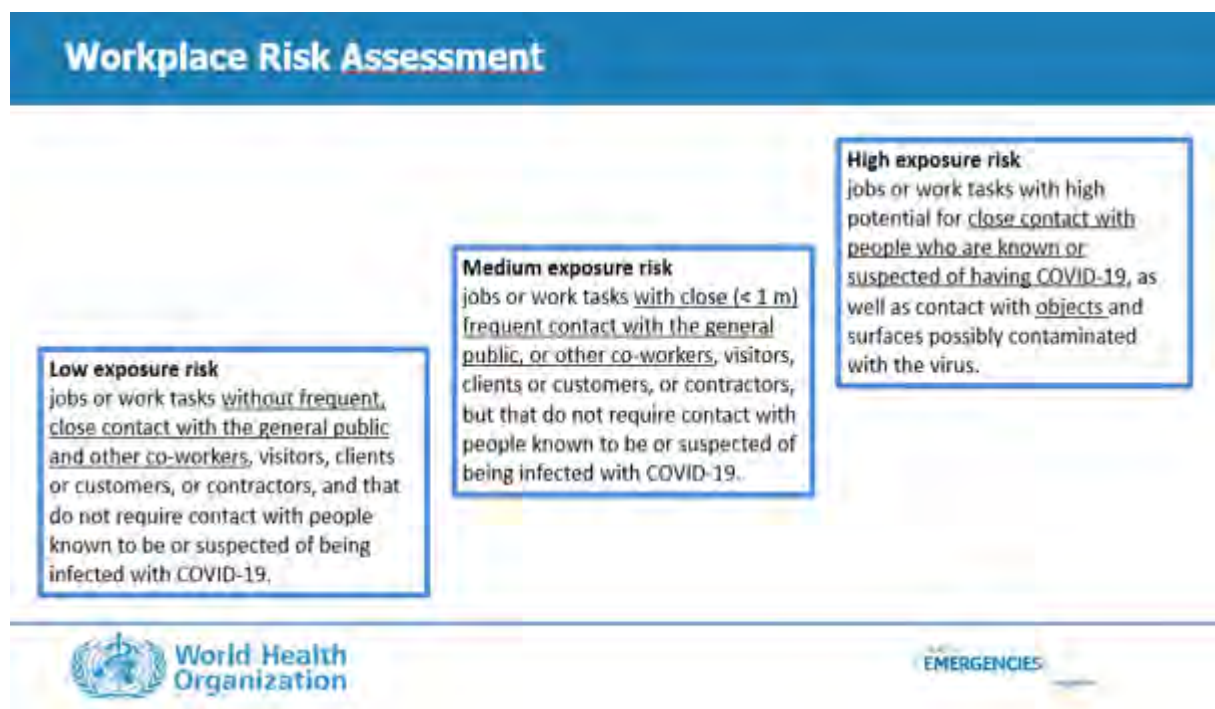 Workplace Risk Assessment
Low exposure risk
jobs or work tasks without frequent,
close contact with the general public
and other co-workers, visitors, clients
or customers, or contractors, and that
do not require contact with people
known to be or suspected of being
infected with COVID-19.
Medium exposure risk
jobs or work tasks with close (< 1 m)
frequent contact with the general
public, or other co-workers, visitors,
clients or customers, or contractors,
but that do not require contact with
people known to be or suspected of
being infected with COVID-19.
High exposure risk
jobs or work tasks with high
potential for close contact with
people who are known or
suspected of having COVID-19, as
well as contact with objects and
surfaces possibly contaminated
with the virus.
World Health
Organization
EMERGENCIES